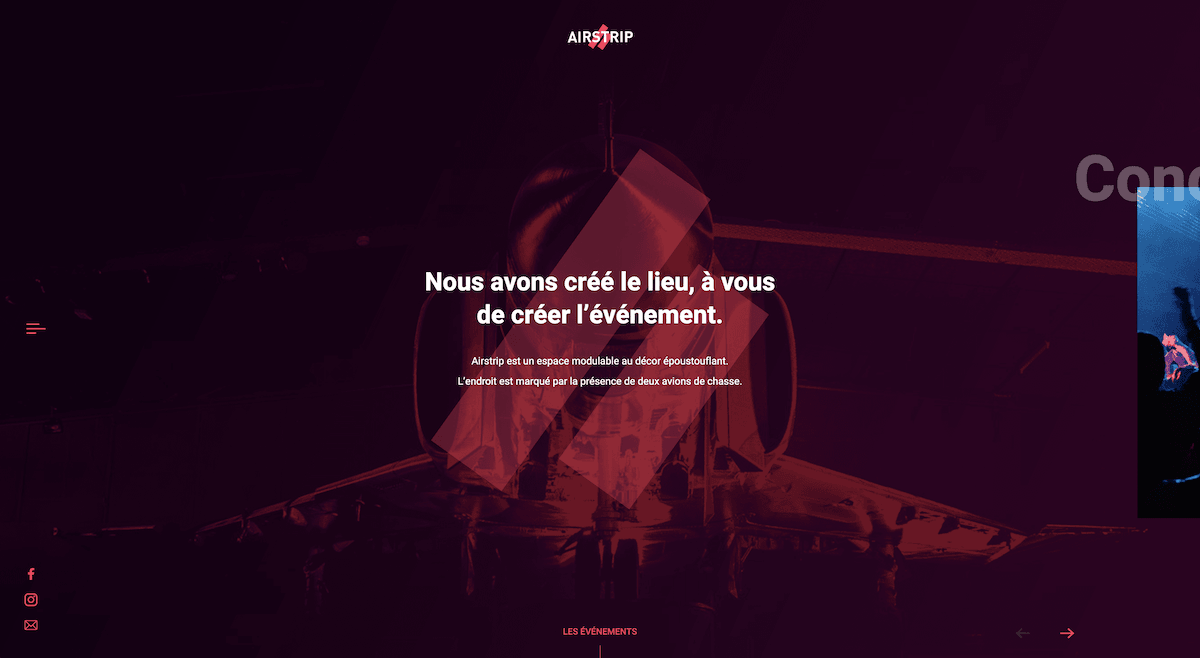 AIRSTRIP
Conc
Nous avons créé le lieu, à vous
de créer l’événement.
Airstrip est un espace modulable au décor époustouflant.
L’endroit est marqué par la présence de deux avions de chasse.
LES ÉVÉNEMENTS